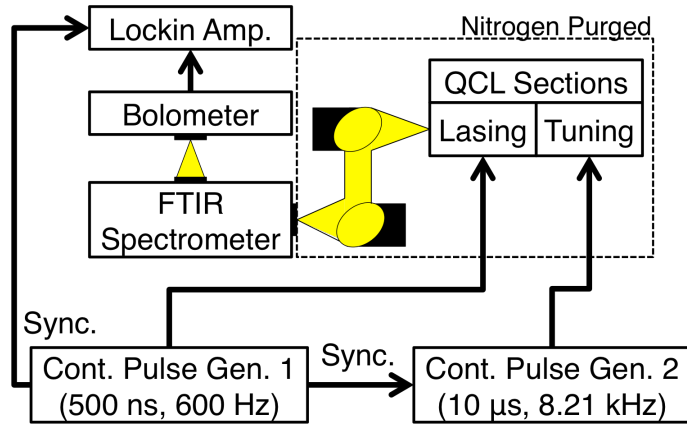 Lockin Amp.
Nitrogen Purged
QCL Sections
Bolometer
Lasing
Tuning
FTIR
Spectrometer
Sync.
Sync.
Cont. Pulse Gen. 1
(500 ns, 600 Hz)
Cont. Pulse Gen. 2
(10 µs, 8.21 kHz)